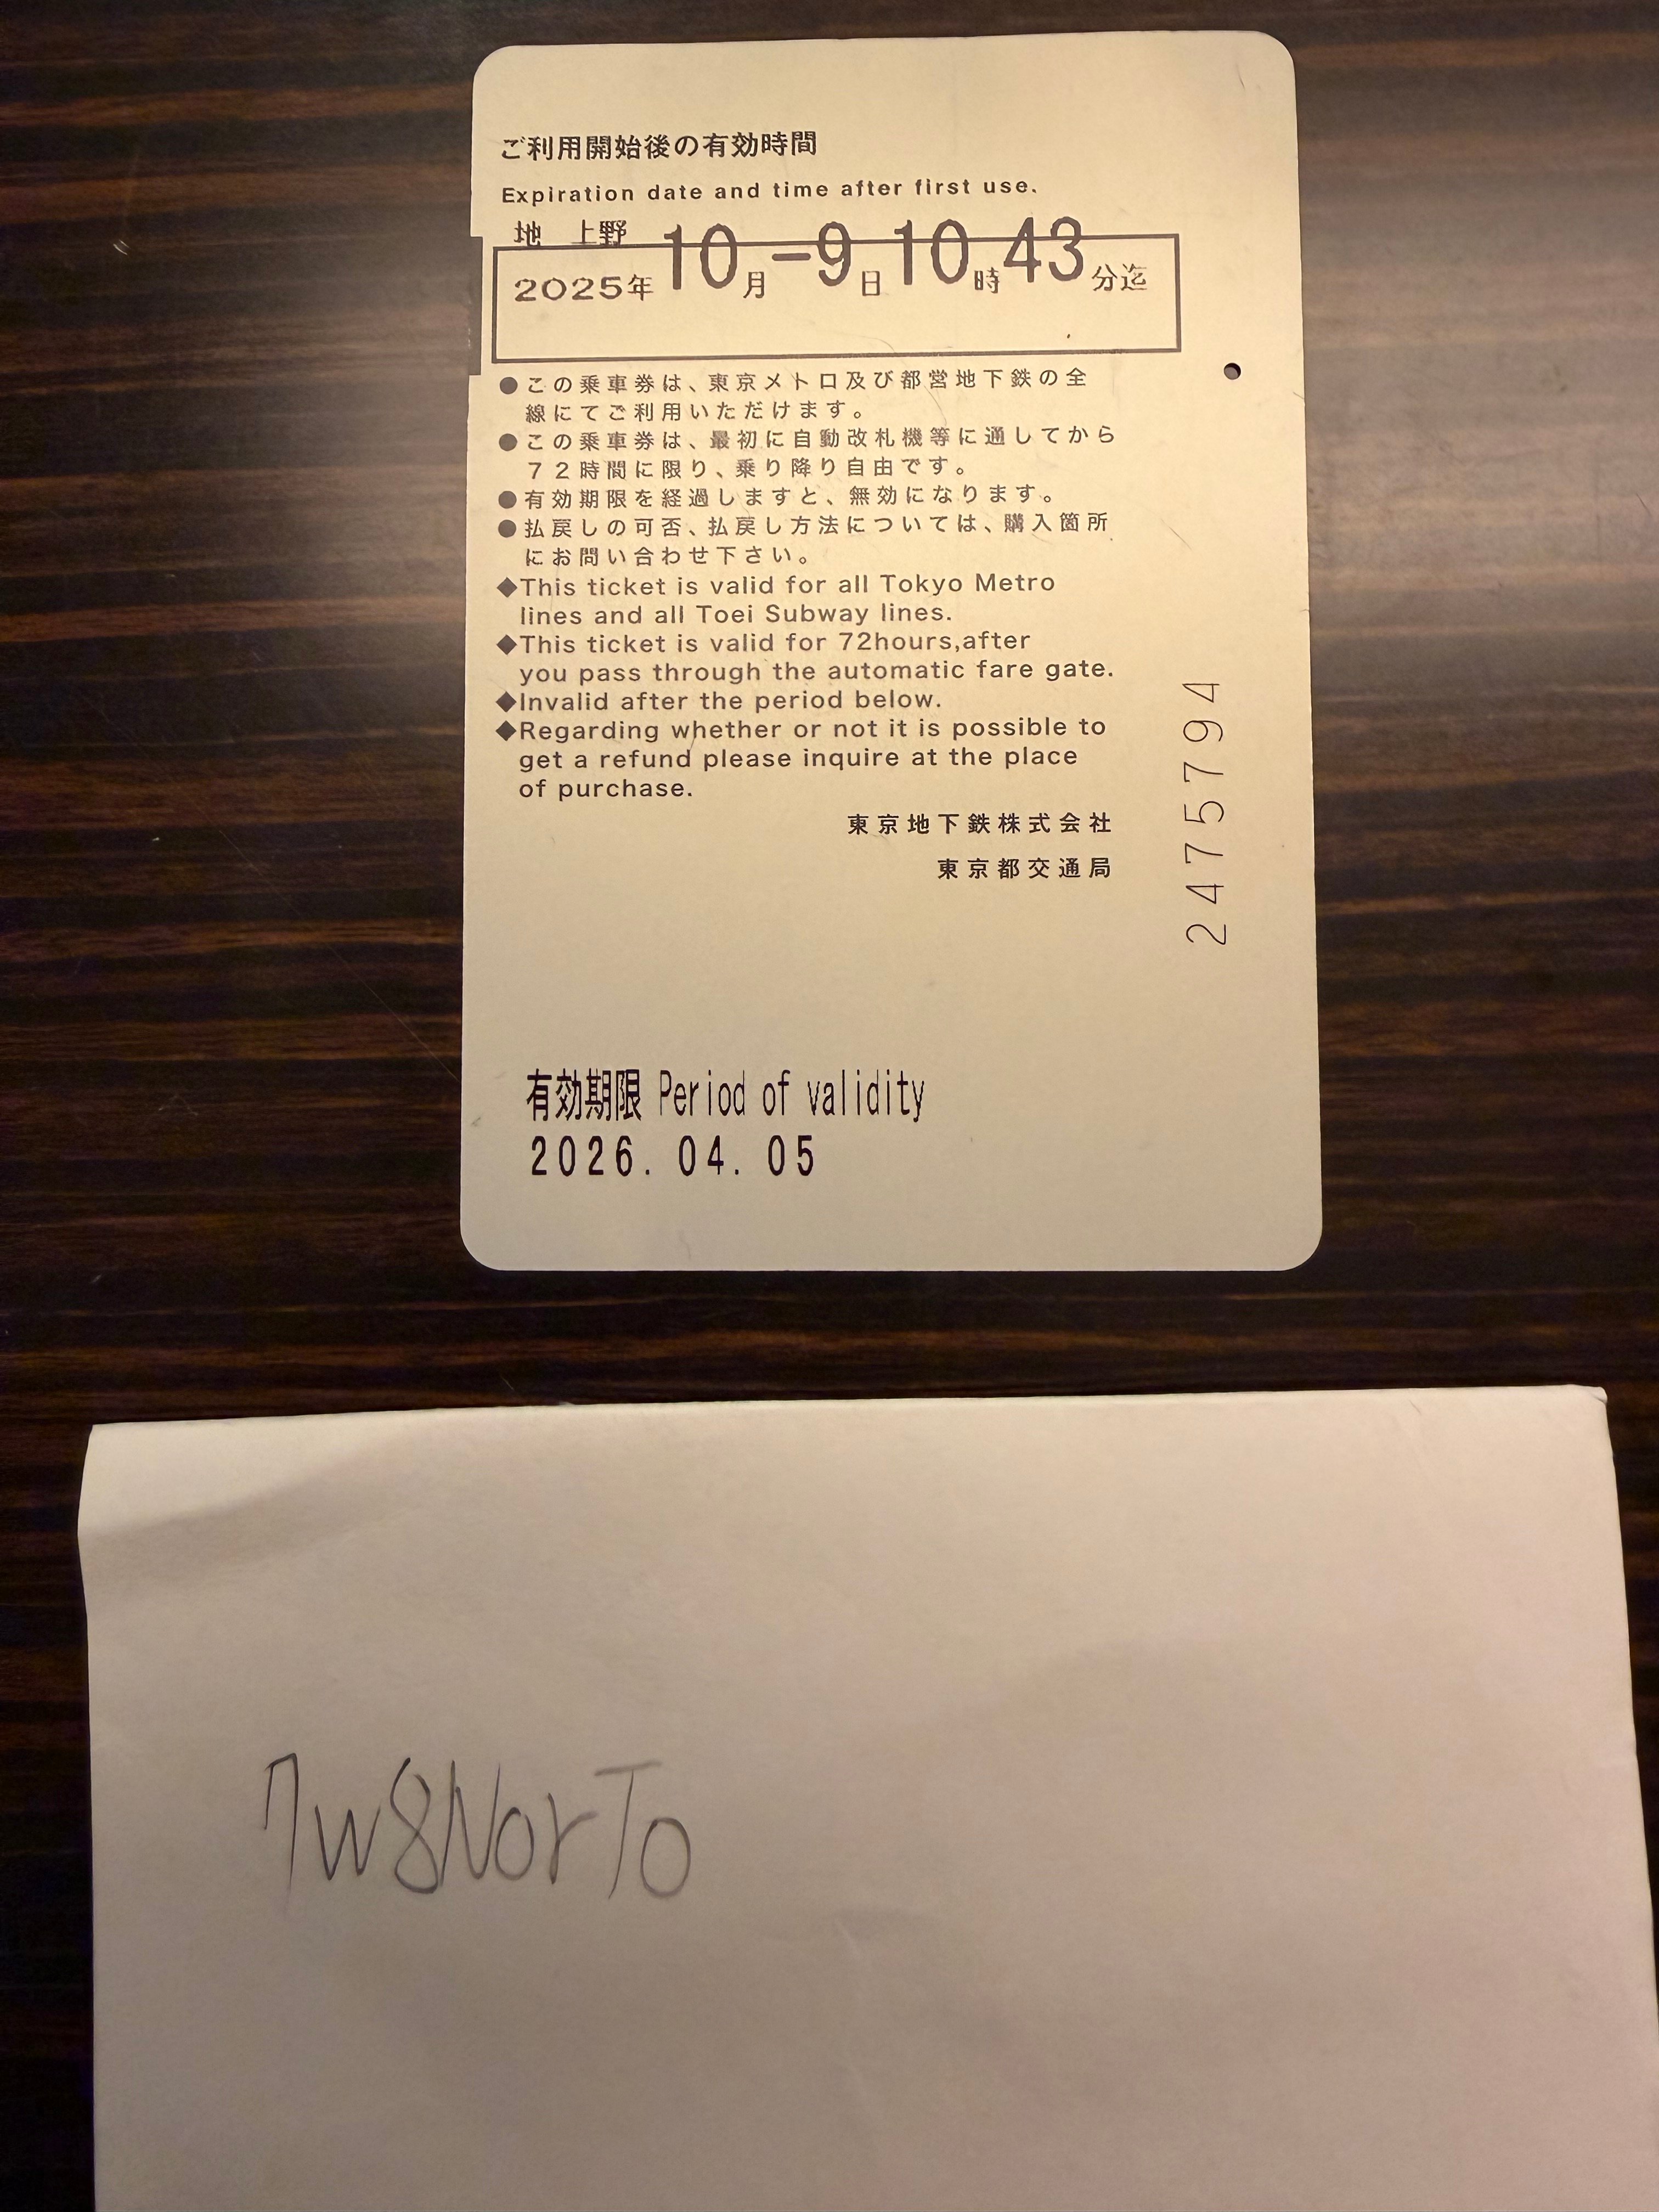 ご利用開始後の有効時間
Expiration date and time after first use.
地 上野
2025年10月-9日10時43分迄
●この乗車券は、東京メトロ及び都営地下鉄の全
線にてご利用いただけます。
●この乗車券は、最初に自動改札機等に通してから
72時間に限り、乗り降り自由です。
●有効期限を経過しますと、無効になります。
●払戻しの可否、払戻し方法については、購入箇所
にお問い合わせ下さい。
◆This ticket is valid for all Tokyo Metro
lines and all Toei Subway lines.
◆This ticket is valid for 72hours,after
you pass through the automatic fare gate.
◆Invalid after the period below.
◆Regarding whether or not it is possible to
get a refund please inquire at the place
of purchase.
東京地下鉄株式会社
東京都交通局
2475794
有効期限 Period of validity
2026.04.05
7w8NorTo